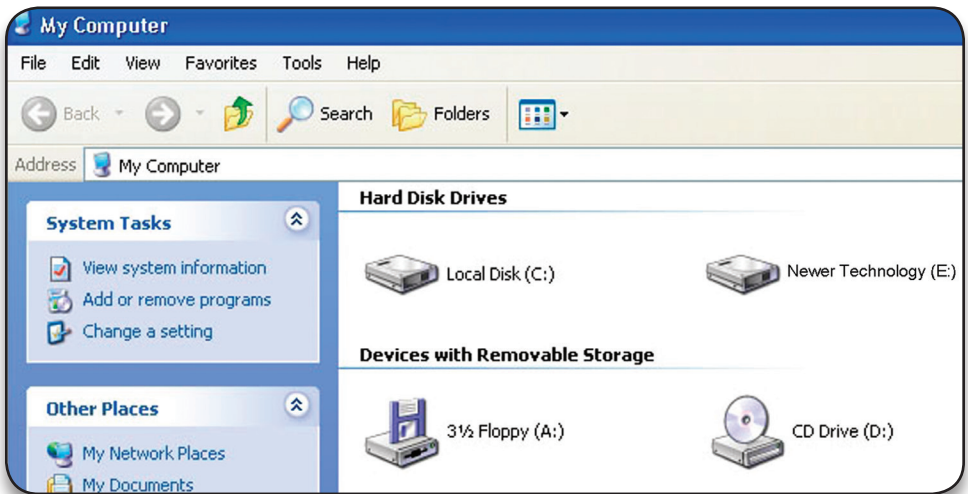 My Computer
File Edit View Favorites Tools Help
Back Search Folders
Address My Computer
System Tasks
View system information
Add or remove programs
Change a setting
Other Places
My Network Places
My Documents
Hard Disk Drives
Local Disk (C:) Newer Technology (E:)
Devices with Removable Storage
3½ Floppy (A:) CD Drive (D:)